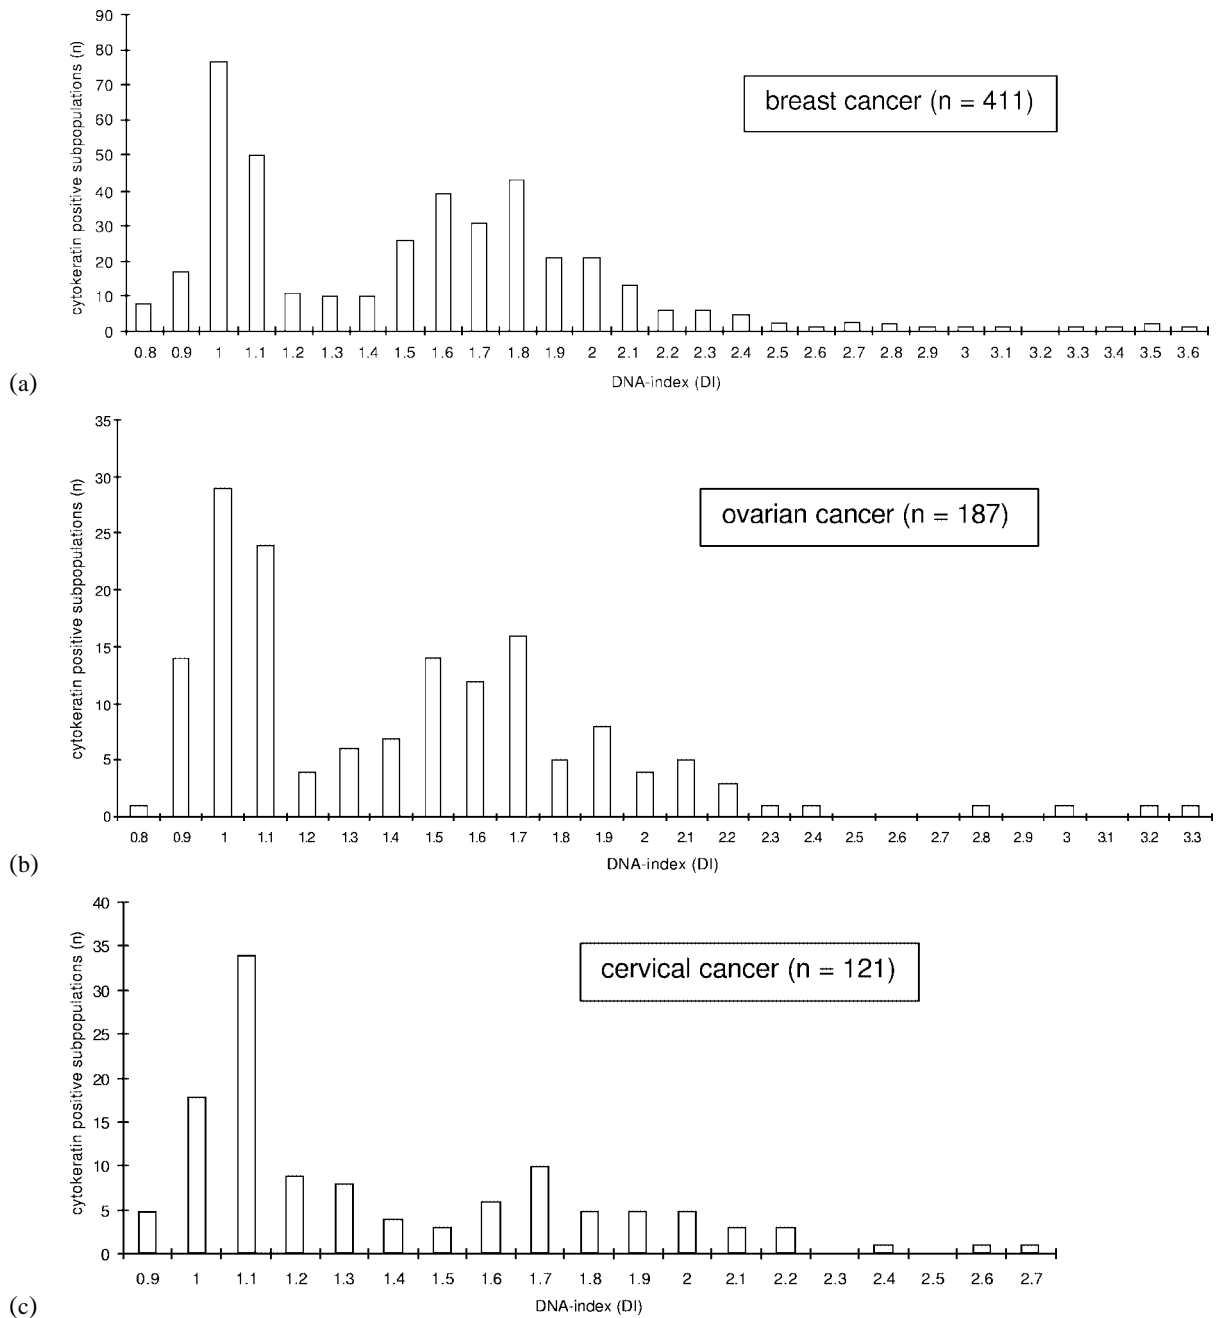 cytokeratin positive subpopulations (n)
90
80
70
60
50
40
30
20
10
0
breast cancer (n = 411)
0.8 0.9 1 1.1 1.2 1.3 1.4 1.5 1.6 1.7 1.8 1.9 2 2.1 2.2 2.3 2.4 2.5 2.6 2.7 2.8 2.9 3 3.1 3.2 3.3 3.4 3.5 3.6
DNA-index (DI)
(a)
cytokeratin positive subpopulations (n)
35
30
25
20
15
10
5
0
ovarian cancer (n = 187)
0.8 0.9 1 1.1 1.2 1.3 1.4 1.5 1.6 1.7 1.8 1.9 2 2.1 2.2 2.3 2.4 2.5 2.6 2.7 2.8 2.9 3 3.1 3.2 3.3
DNA-index (DI)
(b)
cytokeratin positive subpopulations (n)
40
35
30
25
20
15
10
5
0
cervical cancer (n = 121)
0.9 1 1.1 1.2 1.3 1.4 1.5 1.6 1.7 1.8 1.9 2 2.1 2.2 2.3 2.4 2.5 2.6 2.7
DNA-index (DI)
(c)